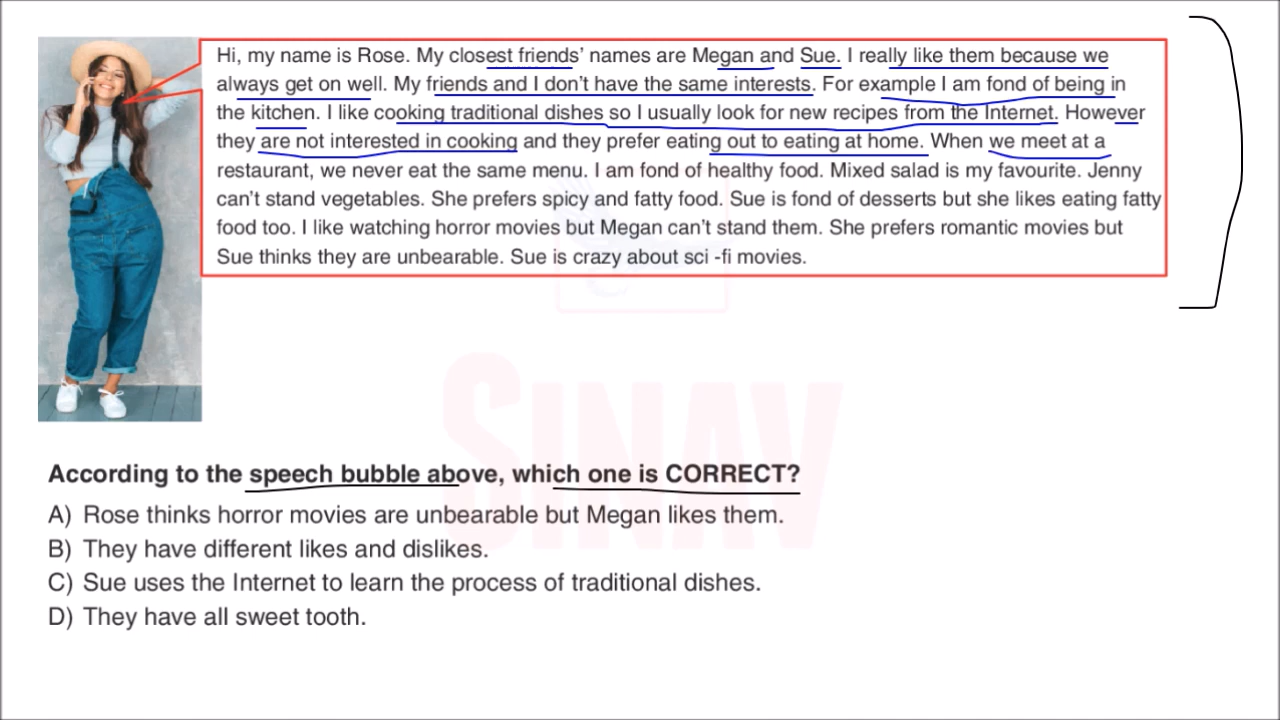 Hi, my name is Rose. My closest friends’ names are Megan and Sue. I really like them because we
always get on well. My friends and I don’t have the same interests. For example I am fond of being in
the kitchen. I like cooking traditional dishes so I usually look for new recipes from the Internet. However
they are not interested in cooking and they prefer eating out to eating at home. When we meet at a
restaurant, we never eat the same menu. I am fond of healthy food. Mixed salad is my favourite. Jenny
can’t stand vegetables. She prefers spicy and fatty food. Sue is fond of desserts but she likes eating fatty
food too. I like watching horror movies but Megan can’t stand them. She prefers romantic movies but
Sue thinks they are unbearable. Sue is crazy about sci -fi movies.
SINAV
According to the speech bubble above, which one is CORRECT?
A) Rose thinks horror movies are unbearable but Megan likes them.
B) They have different likes and dislikes.
C) Sue uses the Internet to learn the process of traditional dishes.
D) They have all sweet tooth.